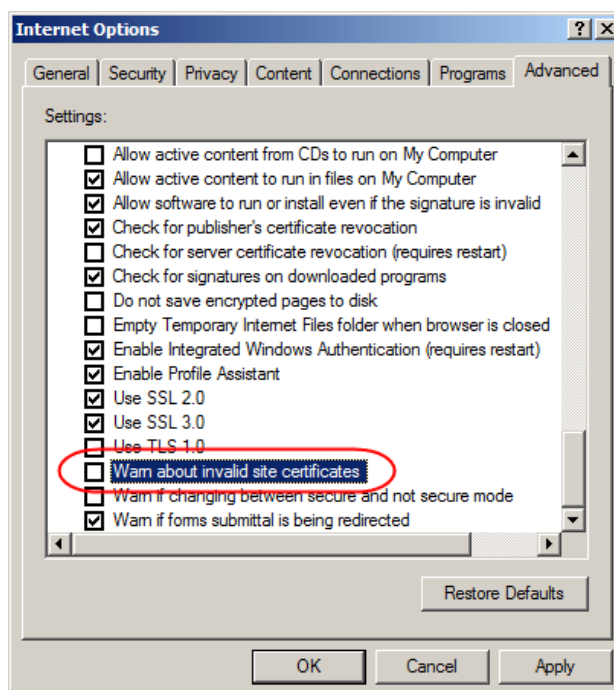 Internet Options
General Security Privacy Content Connections Programs Advanced
Settings:
Allow active content from CDs to run on My Computer
Allow active content to run in files on My Computer
Allow software to run or install even if the signature is invalid
Check for publisher's certificate revocation
Check for server certificate revocation (requires restart)
Check for signatures on downloaded programs
Do not save encrypted pages to disk
Empty Temporary Internet Files folder when browser is closed
Enable Integrated Windows Authentication (requires restart)
Enable Profile Assistant
Use SSL 2.0
Use SSL 3.0
Use TLS 1.0
Warn about invalid site certificates
Warn if changing between secure and not secure mode
Warn if forms submittal is being redirected
Restore Defaults
OK Cancel Apply